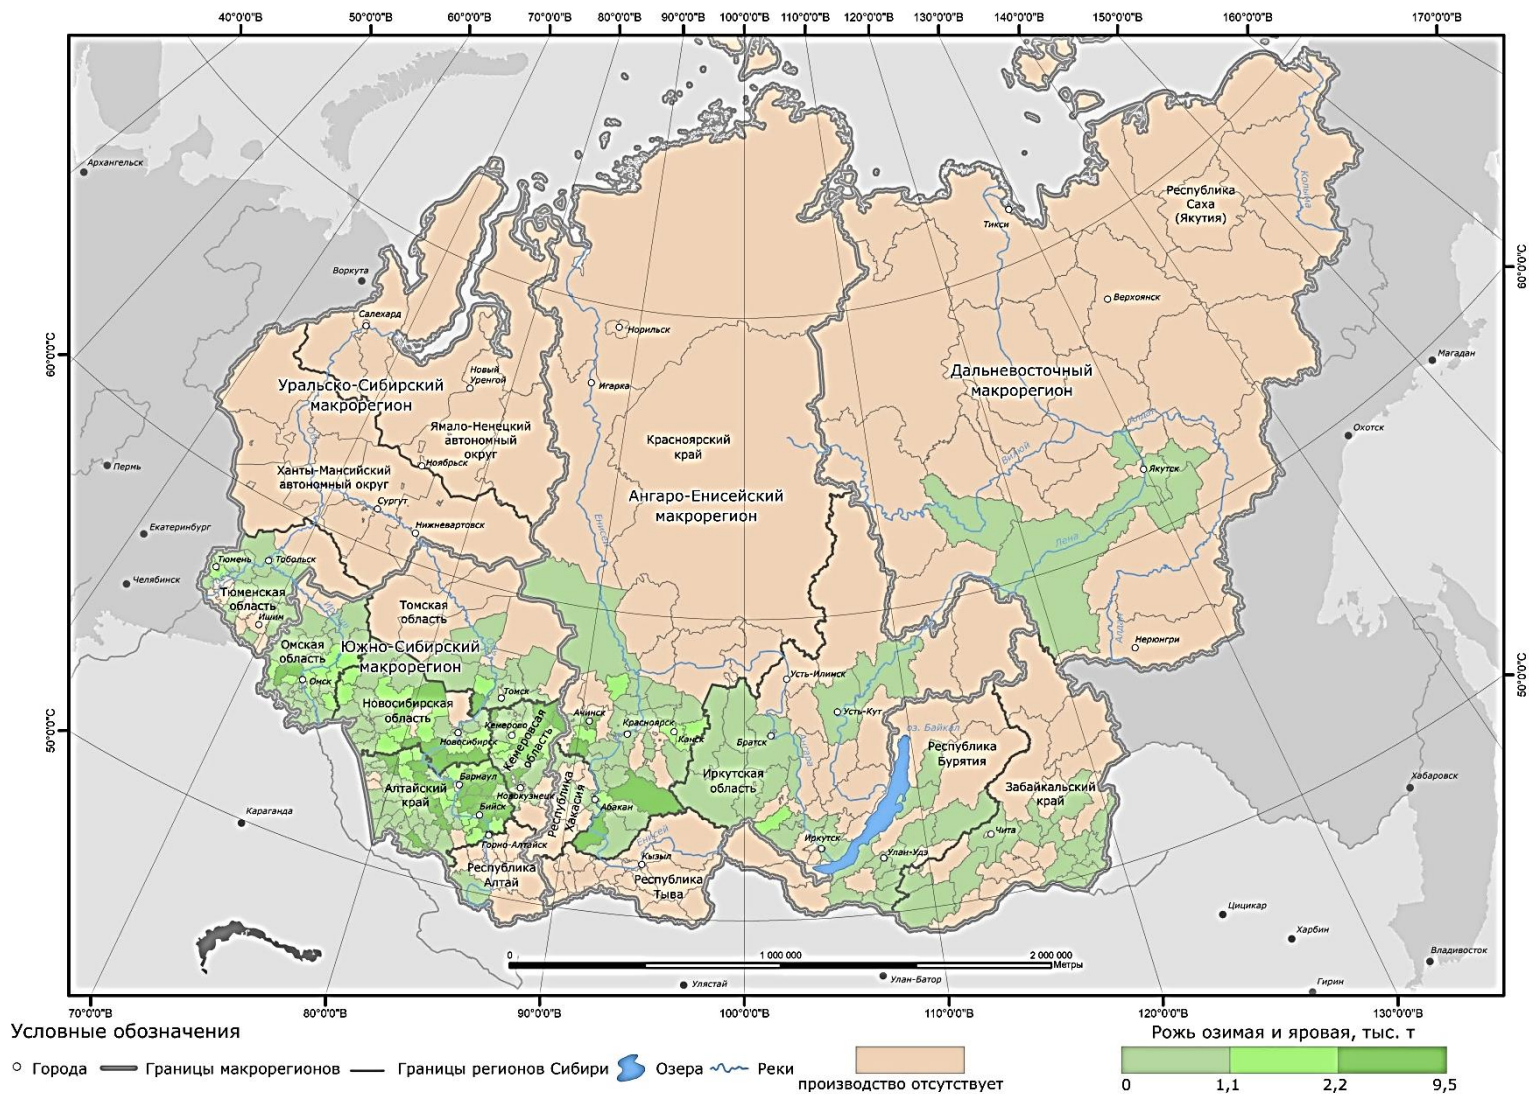 40°0'0"В 50°0'0"В 60°0'0"В 70°0'0"В 80°0'0"В 90°0'0"В 100°0'0"В 110°0'0"В 120°0'0"В 130°0'0"В 140°0'0"В 150°0'0"В 160°0'0"В 170°0'0"В
Архангельск
Воркута
Салехард
Тикси
Республика
Саха
(Якутия)
Колыма
60°0'0"С
60°0'0"С
Верхоянск
Норильск
Новый
Уренгой
Игарка
Магадан
Уральско-Сибирский
макрорегион
Дальневосточный
макрорегион
Ямало-Ненецкий
автономный
округ
Красноярский
край
Охотск
Алдан
Вилюй
Якутск
Пермь
Ноябрьск
Ханты-Мансийский
автономный округ
Ангаро-Енисейский
макрорегион
Сургут
Нижневартовск
Енисей
Лена
Екатеринбург
Челябинск
Тюмень
Тобольск
Тюменская
область
Ишим
Томская
область
Омская
область
Южно-Сибирский
макрорегион
Алдан
Нерюнгри
50°0'0"С
50°0'0"С
Омск
Томск
Усть-Илимск
Новосибирская
область
Новосибирск
Кемерово
Кемеровская
область
Ачинск
Красноярск
Канск
Братск
Усть-Кут
Ангара
оз. Байкал
Республика
Бурятия
Иркутская
область
Забайкальский
край
Хабаровск
Алтайский
край
Барнаул
Бийск
Новокузнецк
Республика
Хакасия
Абакан
Караганда
Горно-Алтайск
Республика
Алтай
Енисей
Кызыл
Республика
Тыва
Иркутск
Улан-Удэ
Чита
Цицикар
Харбин
Владивосток
Гирин
0 1 000 000 2 000 000
Метры
Улястай
Улан-Батор
70°0'0"В 80°0'0"В 90°0'0"В 100°0'0"В 110°0'0"В 120°0'0"В 130°0'0"В
Условные обозначения
Города Границы макрорегионов Границы регионов Сибири Озера Реки
производство отсутствует
Рожь озимая и яровая, тыс. т
0 1,1 2,2 9,5